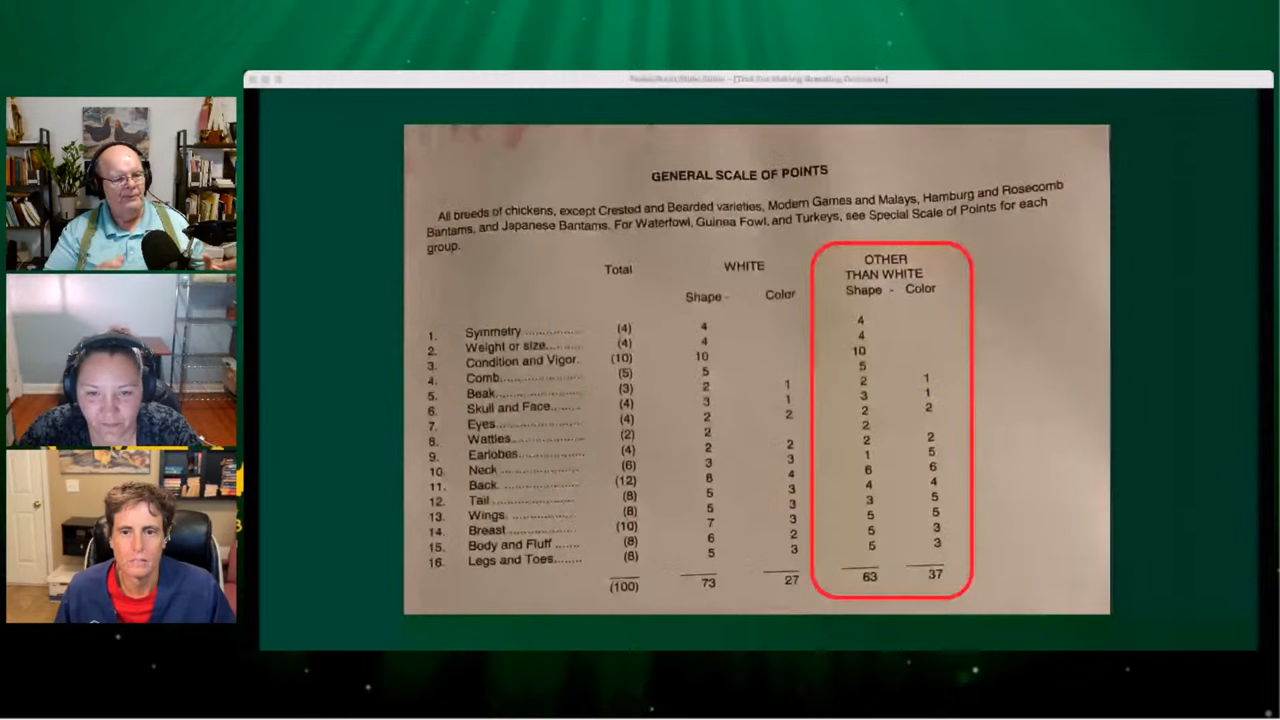 GENERAL SCALE OF POINTS
All breeds of chickens, except Crested and Bearded varieties, Modern Games and Malays, Hamburg and Rosecomb
Bantams, and Japanese Bantams. For Waterfowl, Guinea Fowl, and Turkeys, see Special Scale of Points for each
group.
Total WHITE OTHER
THAN WHITE
Shape - Color Shape - Color
1. Symmetry (4) 4 4
2. Weight or size (4) 4 4
3. Condition and Vigor. (10) 10 10
4. Comb (5) 5 5
5. Beak (3) 2 1 2 1
6. Skull and Face (4) 3 1 3 1
7. Eyes (4) 2 2 2 2
8. Wattles (2) 2 2
9. Earlobes (4) 2 2 2 2
10. Neck (6) 3 3 1 5
11. Back (12) 8 4 6 6
12. Tail (8) 5 3 4 4
13. Wings (8) 5 3 3 5
14. Breast (10) 7 3 5 5
15. Body and Fluff (8) 6 2 5 3
16. Legs and Toes (8) 5 3 5 3
(100) 73 27 63 37